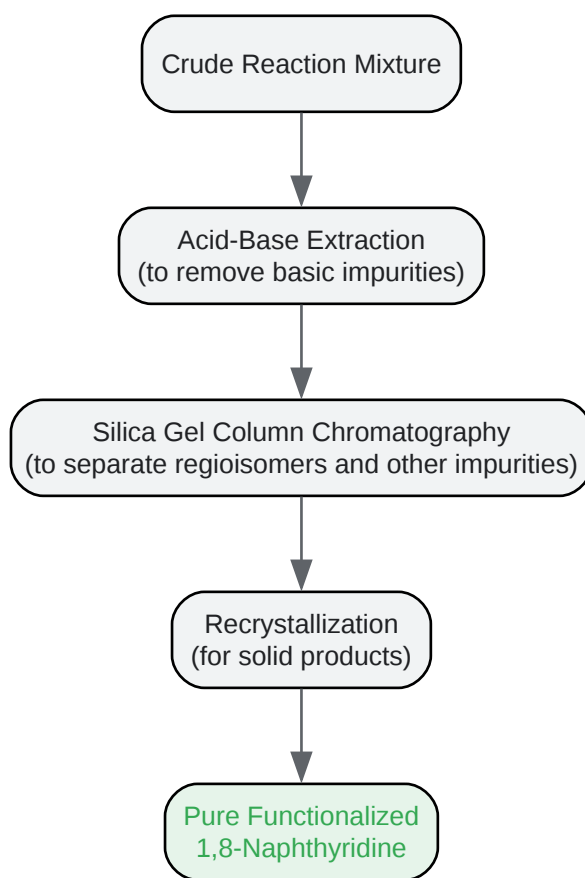 Crude Reaction Mixture
Acid-Base Extraction
(to remove basic impurities)
Silica Gel Column Chromatography
(to separate regioisomers and other impurities)
Recrystallization
(for solid products)
Pure Functionalized
1,8-Naphthyridine